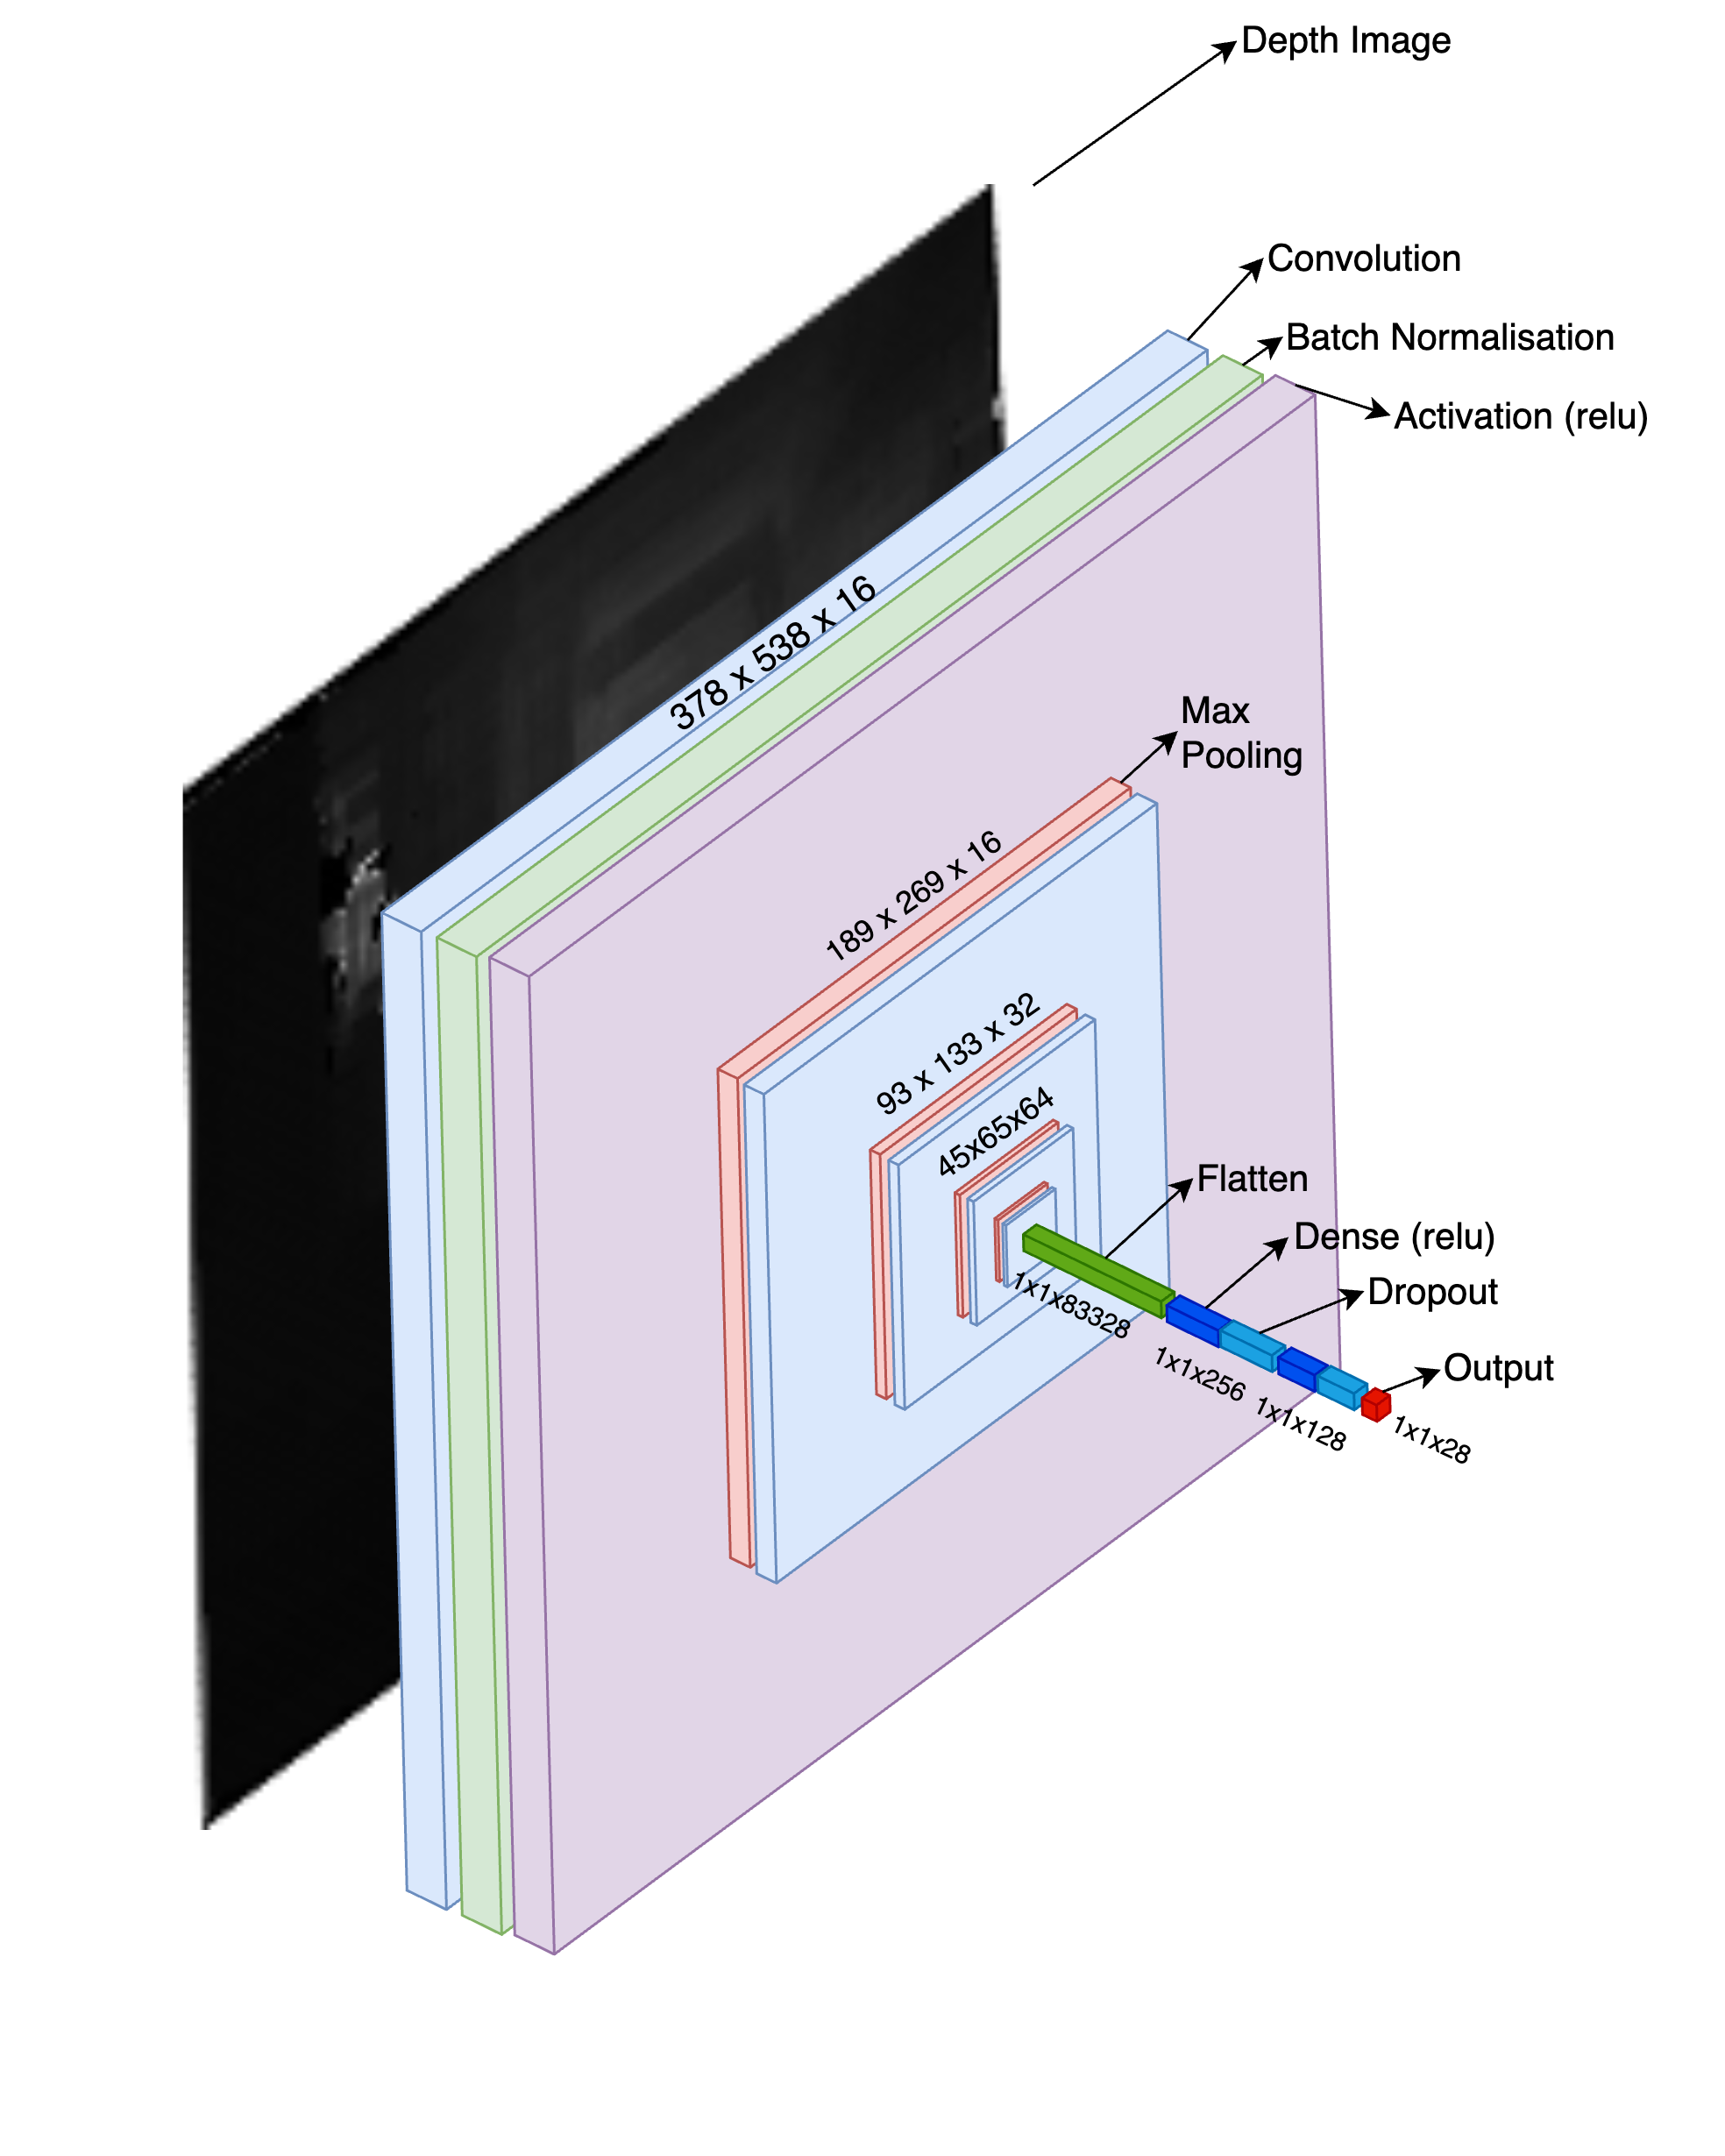 Depth Image
Convolution
Batch Normalisation
Activation (relu)
378 x 538 x 16
Max
Pooling
189 x 269 x 16
93 x 133 x 32
45x65x64
Flatten
Dense (relu)
Dropout
Output
1x1x83328
1x1x256
1x1x128
1x1x28